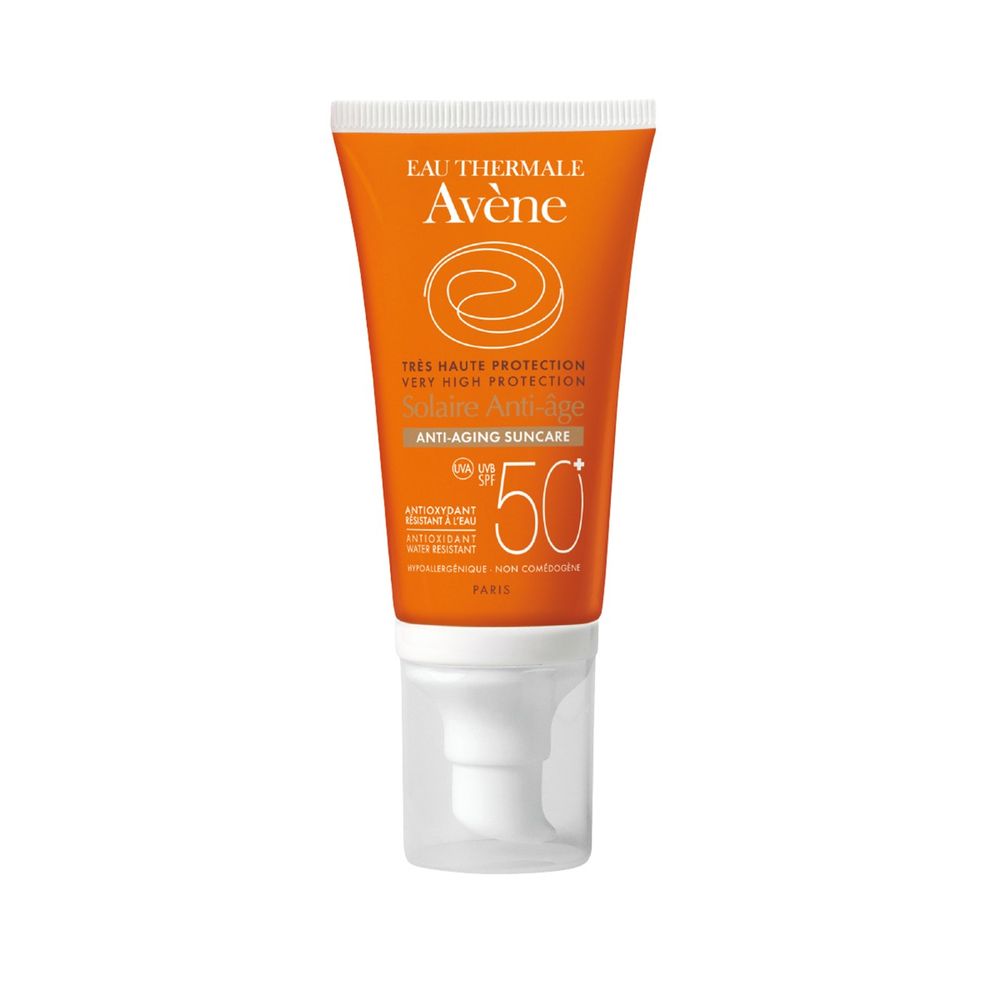 EAU THERMALE
Avène
TRÈS HAUTE PROTECTION
VERY HIGH PROTECTION
Solaire Anti-âge
ANTI-AGING SUNCARE
UVA UVB SPF 50+
ANTIOXYDANT
RÉSISTANT À L'EAU
ANTIOXIDANT
WATER RESISTANT
HYPOALLERGÉNIQUE - NON COMÉDOGÈNE
PARIS